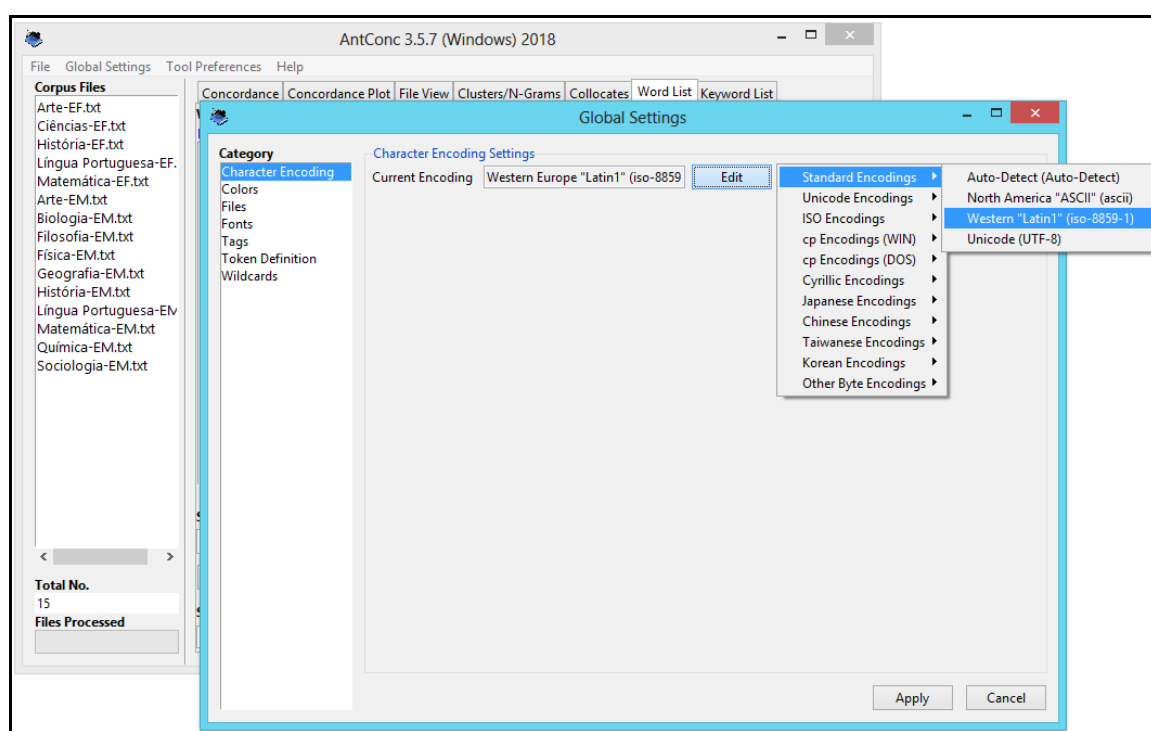 AntConc 3.5.7 (Windows) 2018
File Global Settings Tool Preferences Help
Corpus Files
Arte-EF.txt
Ciências-EF.txt
História-EF.txt
Língua Portuguesa-EF.
Matemática-EF.txt
Arte-EM.txt
Biologia-EM.txt
Filosofia-EM.txt
Física-EM.txt
Geografia-EM.txt
História-EM.txt
Língua Portuguesa-EM
Matemática-EM.txt
Química-EM.txt
Sociologia-EM.txt
Total No.
15
Files Processed
Concordance Concordance Plot File View Clusters/N-Grams Collocates Word List Keyword List
Global Settings
Category
Character Encoding
Colors
Files
Fonts
Tags
Token Definition
Wildcards
Character Encoding Settings
Current Encoding Western Europe "Latin1" (iso-8859 Edit
Standard Encodings
Unicode Encodings
ISO Encodings
cp Encodings (WIN)
cp Encodings (DOS)
Cyrillic Encodings
Japanese Encodings
Chinese Encodings
Taiwanese Encodings
Korean Encodings
Other Byte Encodings
Auto-Detect (Auto-Detect)
North America "ASCII" (ascii)
Western "Latin1" (iso-8859-1)
Unicode (UTF-8)
Apply Cancel